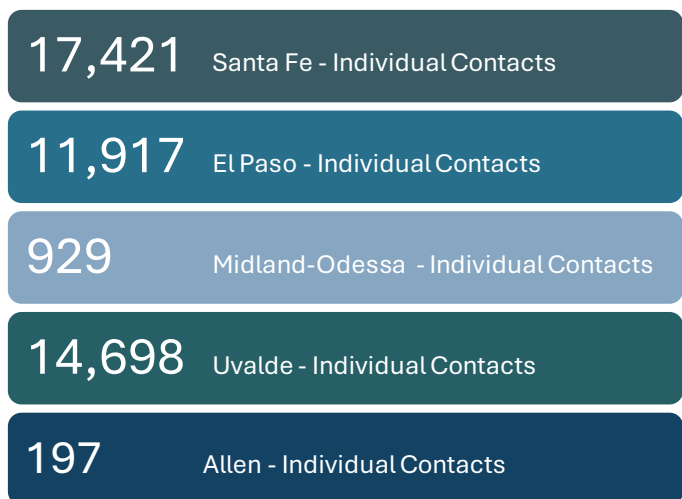 17,421 Santa Fe - Individual Contacts
11,917 El Paso - Individual Contacts
929 Midland-Odessa - Individual Contacts
14,698 Uvalde - Individual Contacts
197 Allen - Individual Contacts